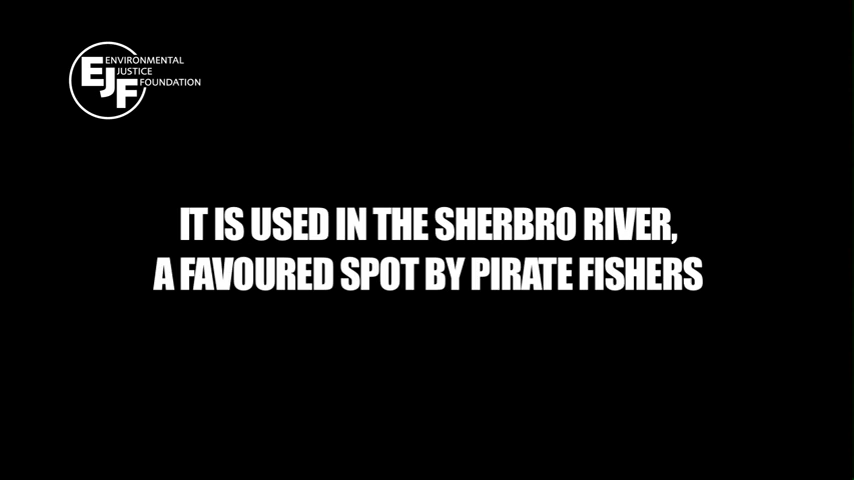 EJF
ENVIRONMENTAL
JUSTICE
FOUNDATION
IT IS USED IN THE SHERBRO RIVER,
A FAVOURED SPOT BY PIRATE FISHERS